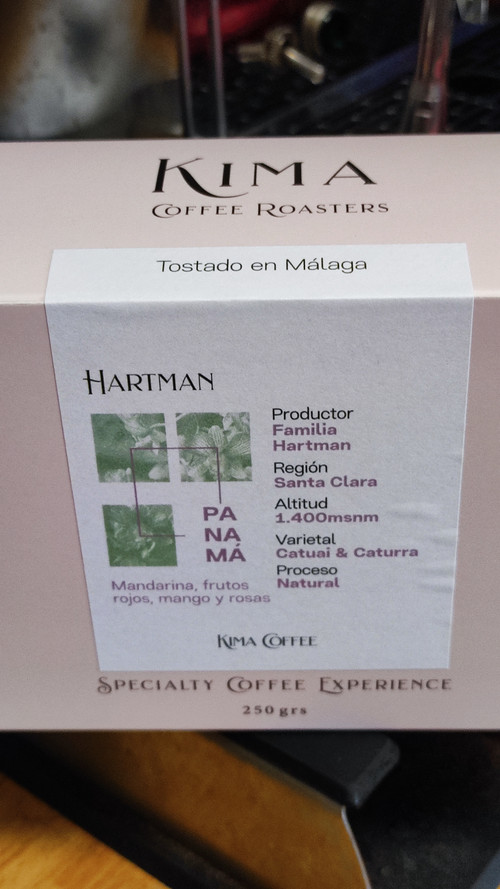 KIMA
COFFEE ROASTERS
Tostado en Málaga
HARTMAN
PA
NA
MÁ
Mandarina, frutos
rojos, mango y rosas
Productor
Familia
Hartman
Región
Santa Clara
Altitud
1.400msnm
Varietal
Catuai & Caturra
Proceso
Natural
KIMA COFFEE
SPECIALTY COFFEE EXPERIENCE
250 grs